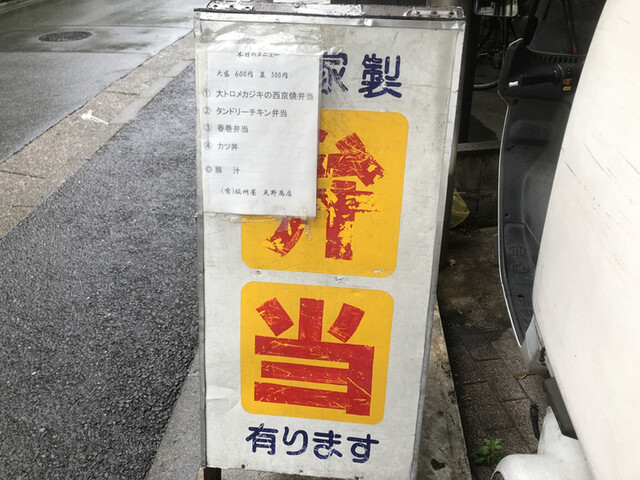 本日のメニュー
大盛 600円 並 500円
① 大トロメカジキの西京焼弁当
② タンドリーチキン弁当
③ 春巻弁当
④ カツ丼
◎ 豚 汁
(有)
天野商店
家製
弁
当
有ります